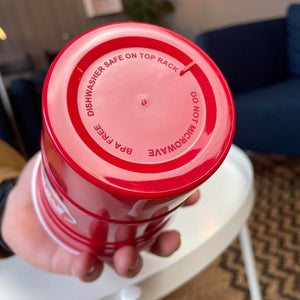 DISHWASHER SAFE ON TOP RACK
DO NOT MICROWAVE
BPA FREE